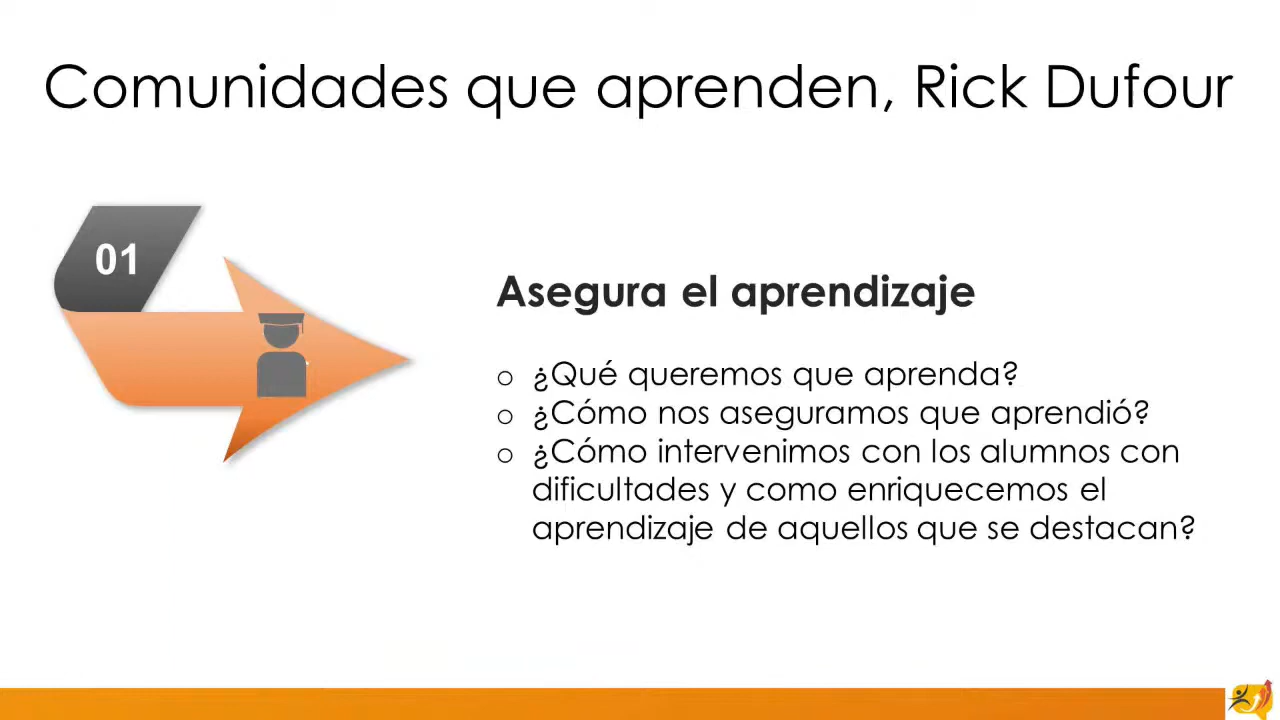 Comunidades que aprenden, Rick Dufour
01
Asegura el aprendizaje
o ¿Qué queremos que aprenda?
o ¿Cómo nos aseguramos que aprendió?
o ¿Cómo intervenimos con los alumnos con
dificultades y como enriquecemos el
aprendizaje de aquellos que se destacan?